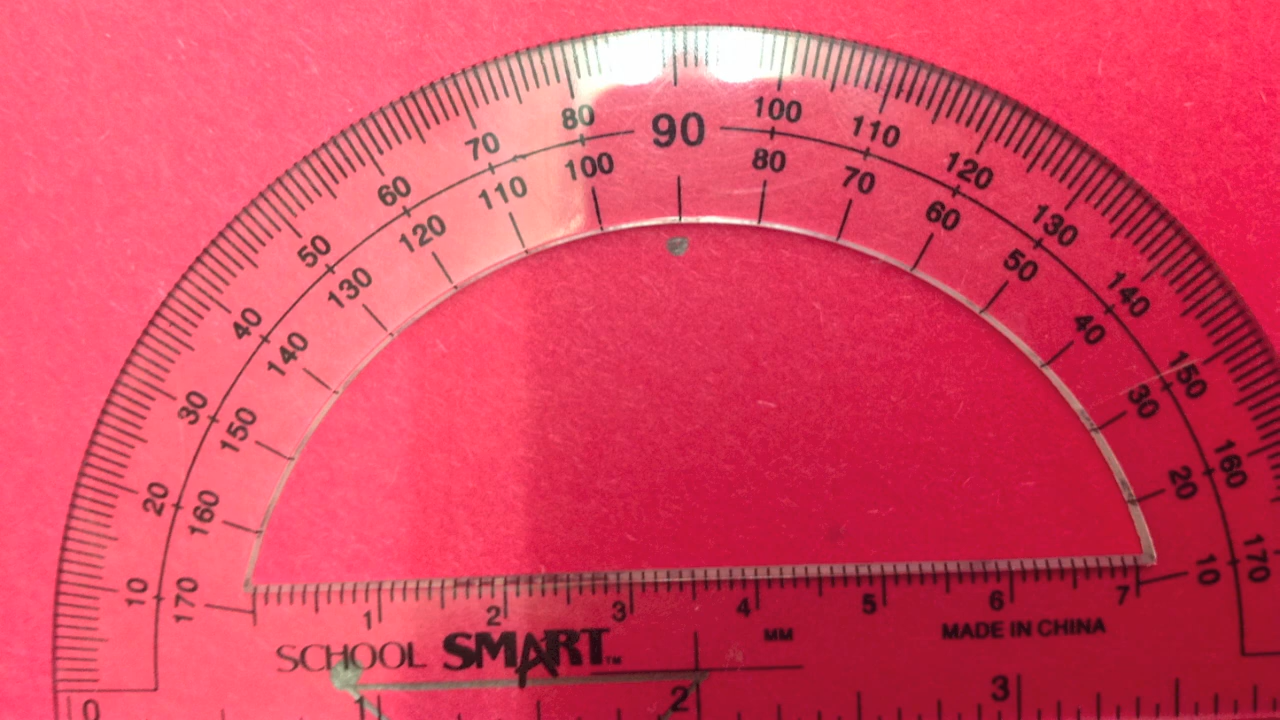 10 20 30 40 50 60 70 80 90 100 110 120 130 140 150 160 170
170 160 150 140 130 120 110 100 80 70 60 50 40 30 20 10
1 2 3 4 5 6 7
SCHOOL SMART™
MM
MADE IN CHINA
0 1 2 3